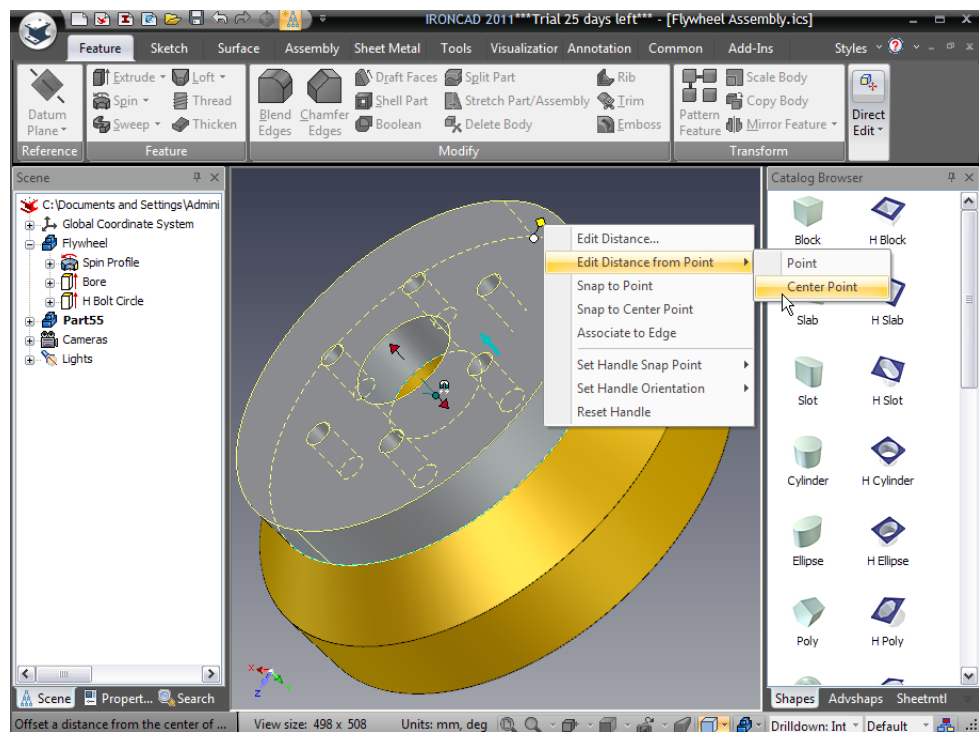 IRONCAD 2011***Trial 25 days left*** - [Flywheel Assembly.ics]
Feature Sketch Surface Assembly Sheet Metal Tools Visualization Annotation Common Add-Ins Styles
Extrude Loft Draft Faces Split Part Rib Scale Body
Spin Thread Shell Part Stretch Part/Assembly Trim Copy Body
Datum Plane Sweep Thicken Blend Edges Chamfer Edges Boolean Delete Body Emboss Pattern Feature Mirror Feature Direct Edit
Reference Feature Modify Transform
Scene
C:\Documents and Settings\Admini
Global Coordinate System
Flywheel
Spin Profile
Bore
H Bolt Circle
Part55
Cameras
Lights
Edit Distance...
Edit Distance from Point
Snap to Point
Snap to Center Point
Associate to Edge
Set Handle Snap Point
Set Handle Orientation
Reset Handle
Point
Center Point
Catalog Browser
Block H Block
Slab H Slab
Slot H Slot
Cylinder H Cylinder
Ellipse H Ellipse
Poly H Poly
X Y Z
Scene Propert... Search
Shapes Advshaps Sheetmtl
Offset a distance from the center of ... View size: 498 x 508 Units: mm, deg Drilldown: Int Default